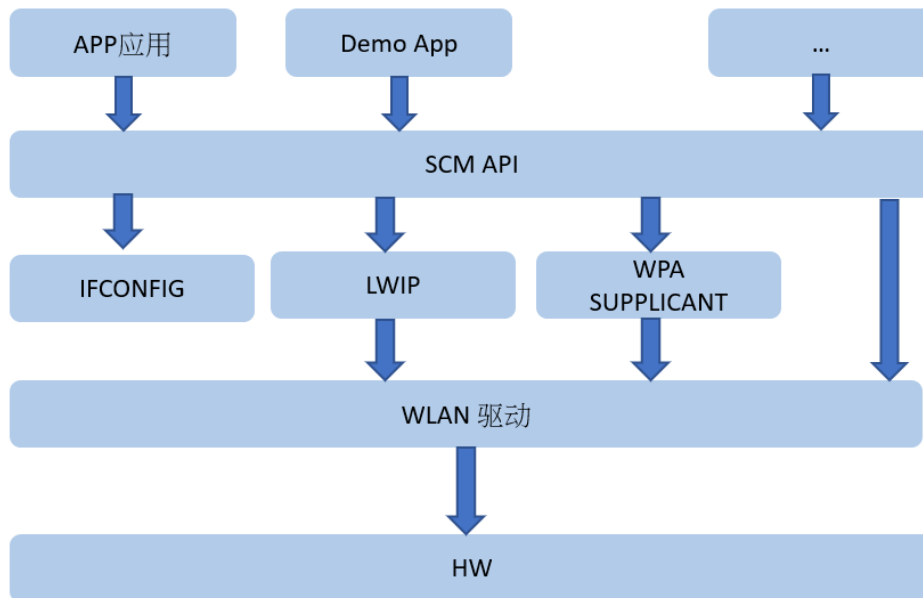 APP应用
Demo App
...
SCM API
IFCONFIG
LWIP
WPA
SUPPLICANT
WLAN 驱动
HW